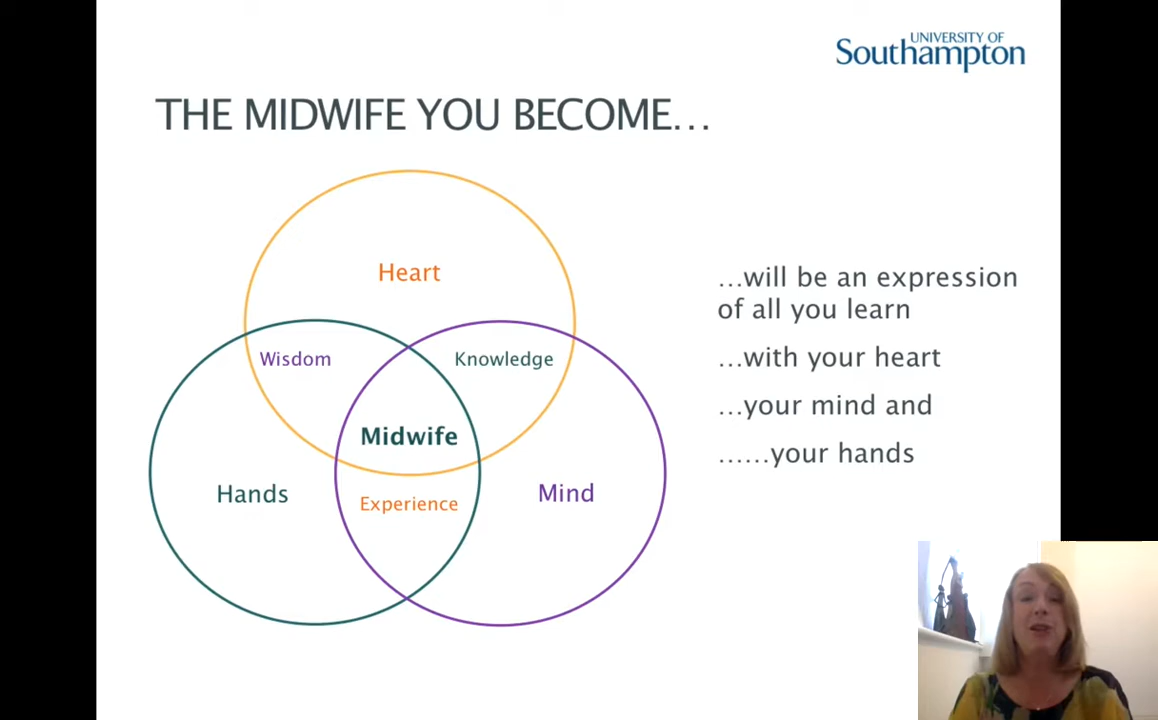 UNIVERSITY OF
Southampton
THE MIDWIFE YOU BECOME…
Heart
Wisdom
Knowledge
Midwife
Hands
Experience
Mind
…will be an expression
of all you learn
…with your heart
…your mind and
……your hands